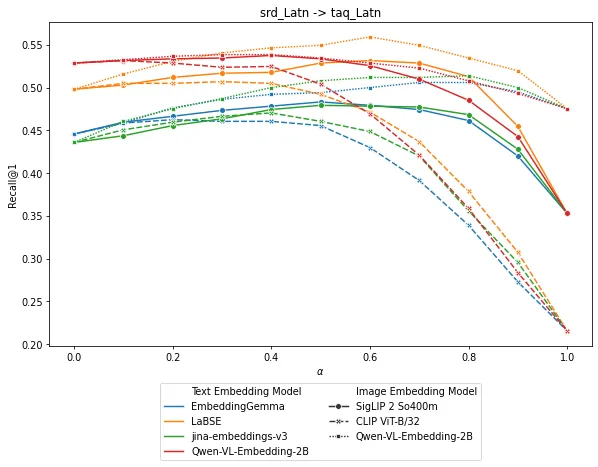 srd_Latn -> taq_Latn
Recall@1
0.55
0.50
0.45
0.40
0.35
0.30
0.25
0.20
0.0 0.2 0.4 0.6 0.8 1.0
α
Text Embedding Model
EmbeddingGemma
LaBSE
jina-embeddings-v3
Qwen-VL-Embedding-2B
Image Embedding Model
SigLIP 2 So400m
CLIP ViT-B/32
Qwen-VL-Embedding-2B